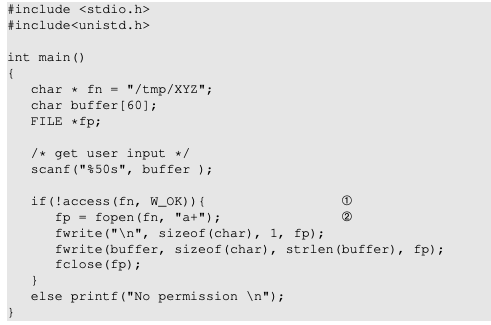 #include <stdio.h>
#include<unistd.h>
int main()
{
char * fn = "/tmp/XYZ";
char buffer[60];
FILE *fp;
/* get user input */
scanf("%50s", buffer );
if(!access(fn, W_OK)){ ①
fp = fopen(fn, "a+"); ②
fwrite("\n", sizeof(char), 1, fp);
fwrite(buffer, sizeof(char), strlen(buffer), fp);
fclose(fp);
}
else printf("No permission \n");
}